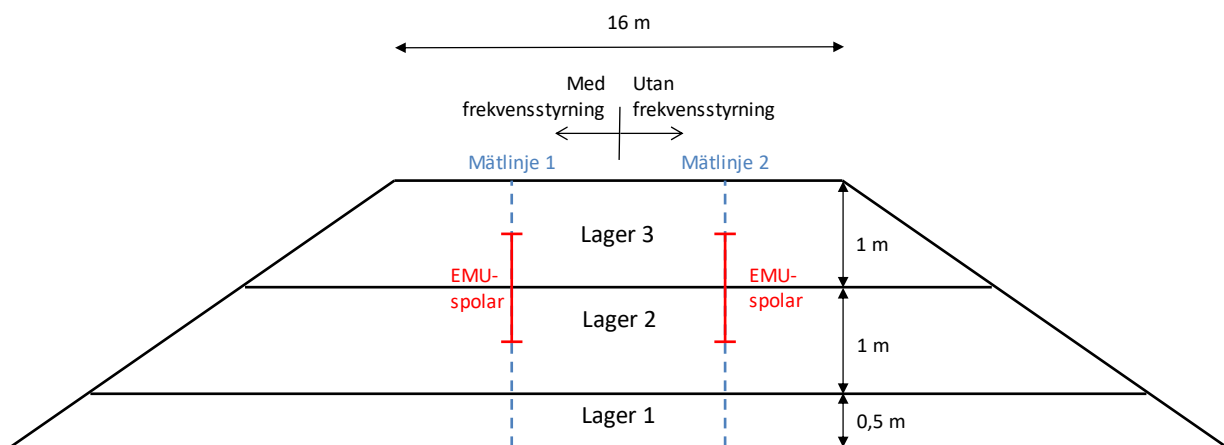 16 m
Med
frekvensstyrning
Utan
frekvensstyrning
Mätlinje 1
Mätlinje 2
Lager 3
1 m
EMU-
spolar
EMU-
spolar
Lager 2
1 m
Lager 1
0,5 m